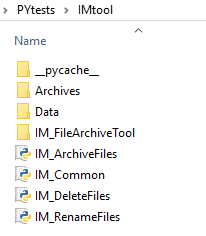 PYtests > IMtool
Name
__pycache__
Archives
Data
IM_FileArchiveTool
IM_ArchiveFiles
IM_Common
IM_DeleteFiles
IM_RenameFiles